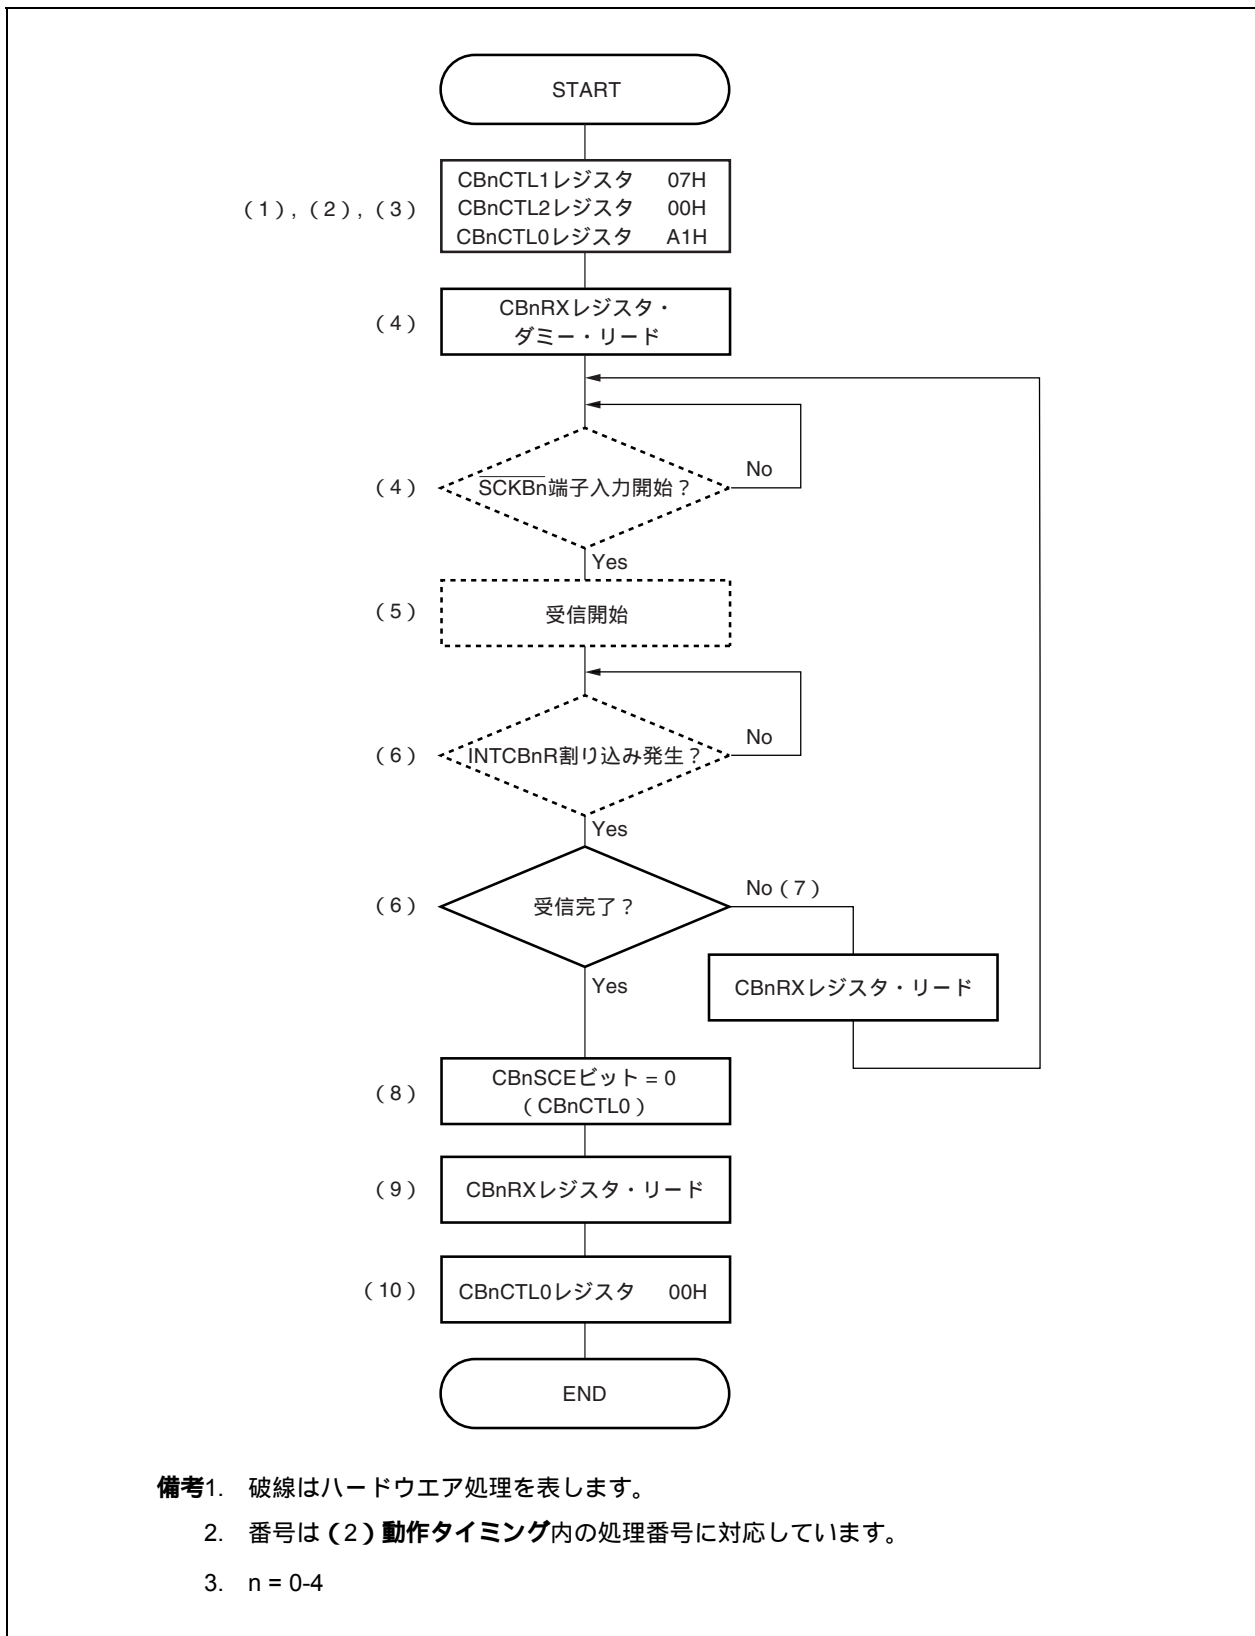 START
(1), (2), (3)
CBnCTL1レジスタ 07H
CBnCTL2レジスタ 00H
CBnCTL0レジスタ A1H
(4)
CBnRXレジスタ・
ダミー・リード
(4)
SCKBn端子入力開始？
No
Yes
(5)
受信開始
(6)
INTCBnR割り込み発生？
No
Yes
(6)
受信完了？
No (7)
Yes
CBnRXレジスタ・リード
(8)
CBnSCEビット = 0
(CBnCTL0)
(9)
CBnRXレジスタ・リード
(10)
CBnCTL0レジスタ 00H
END
備考1. 破線はハードウエア処理を表します。
2. 番号は(2)動作タイミング内の処理番号に対応しています。
3. n = 0-4